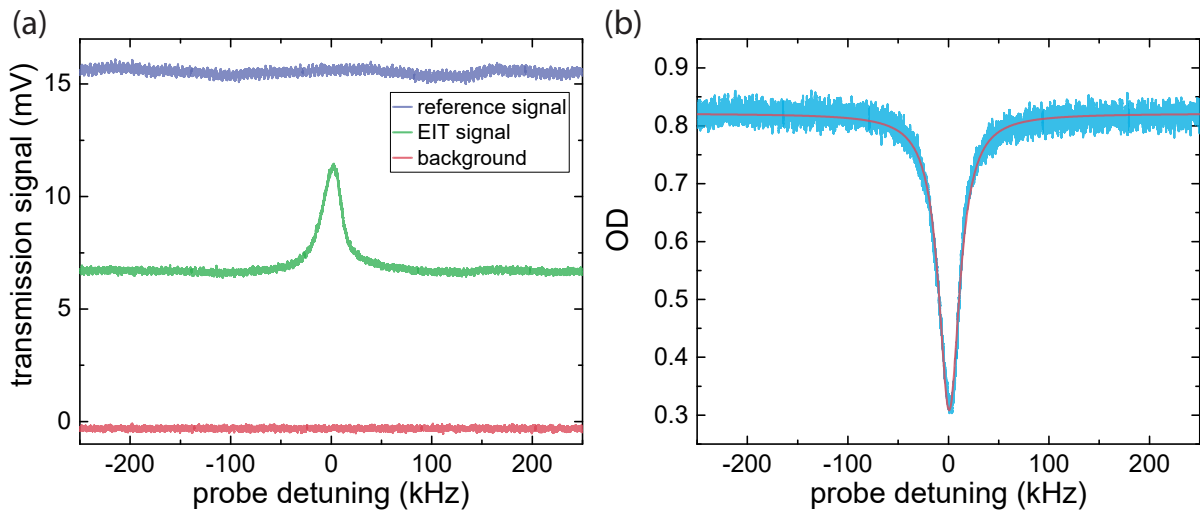 (a)
transmission signal (mV)
15
10
5
0
reference signal
EIT signal
background
-200 -100 0 100 200
probe detuning (kHz)
(b)
OD
0.9
0.8
0.7
0.6
0.5
0.4
0.3
-200 -100 0 100 200
probe detuning (kHz)